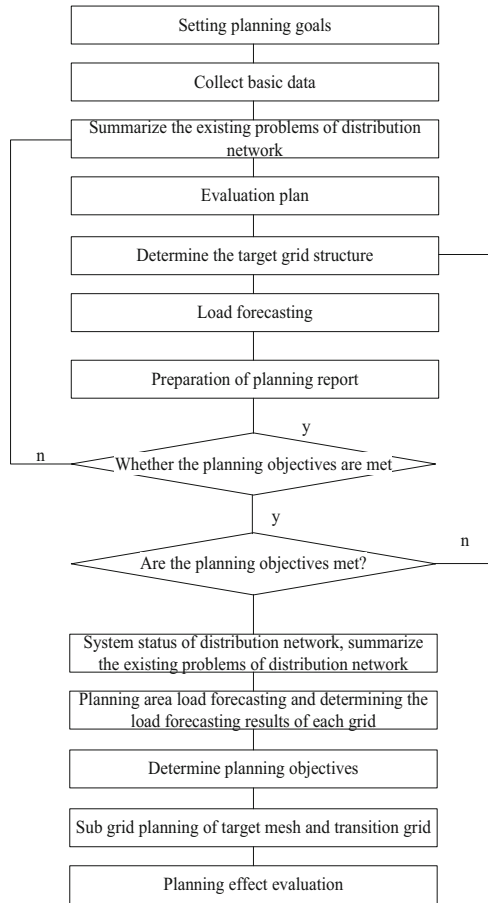 Setting planning goals
Collect basic data
Summarize the existing problems of distribution
network
Evaluation plan
Determine the target grid structure
Load forecasting
Preparation of planning report
y
n
Whether the planning objectives are met
y
n
Are the planning objectives met?
System status of distribution network, summarize
the existing problems of distribution network
Planning area load forecasting and determining the
load forecasting results of each grid
Determine planning objectives
Sub grid planning of target mesh and transition grid
Planning effect evaluation